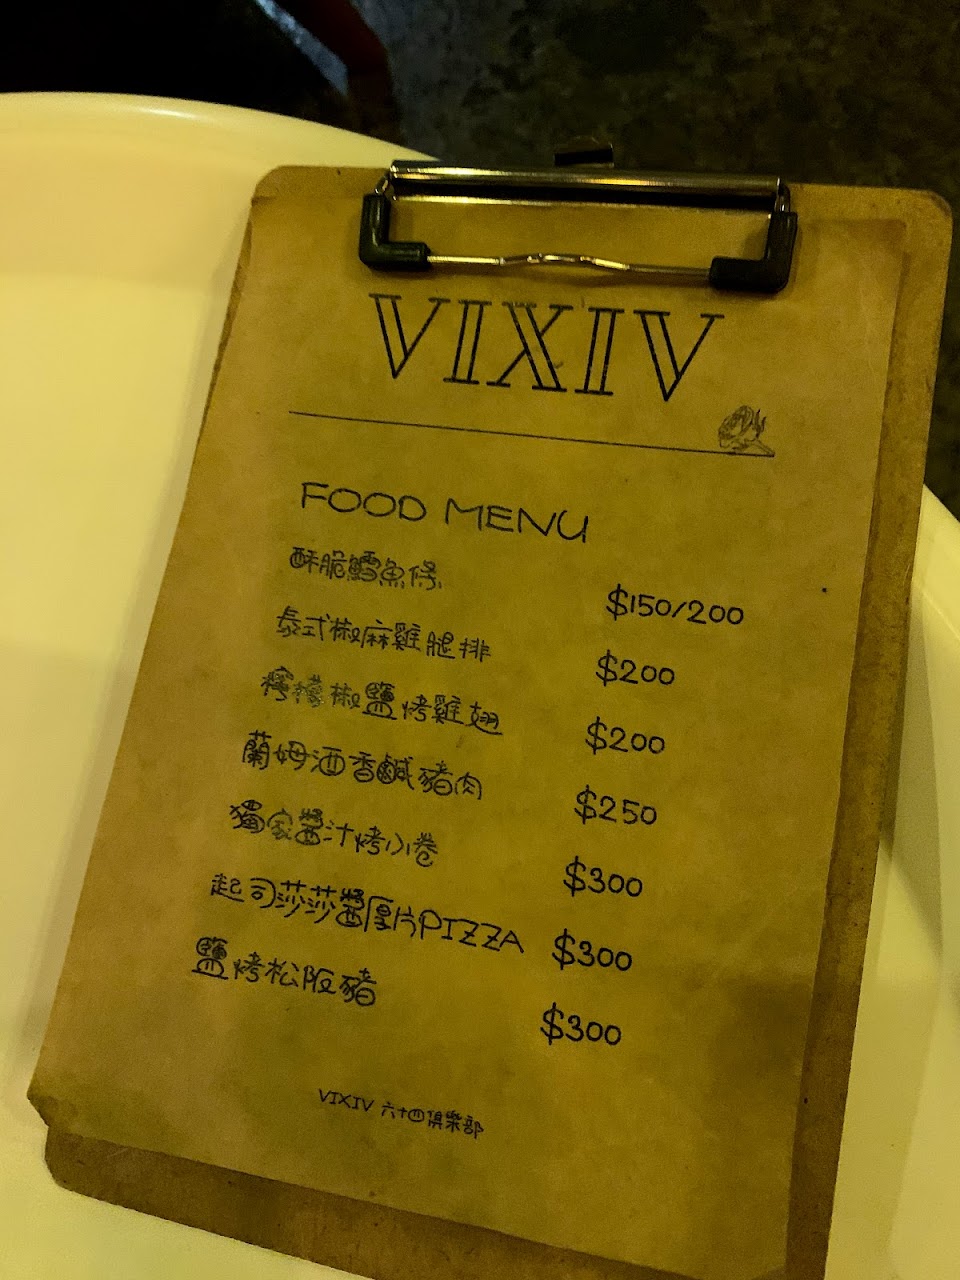 VIXIV
FOOD MENU
酥脆鱈魚條 $150/200
泰式椒麻雞腿排 $200
檸檬椒鹽烤雞翅 $200
蘭姆酒香鹹豬肉 $250
獨家醬汁烤小卷 $300
起司莎莎醬厚片PIZZA $300
鹽烤松阪豬 $300
VIXIV 六十四俱樂部